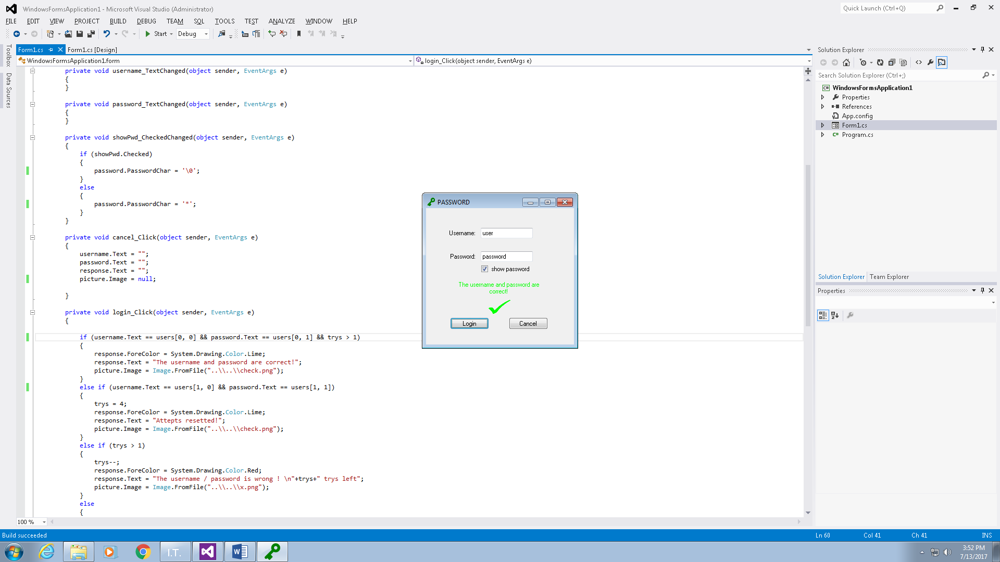 WindowsFormsApplication1 - Microsoft Visual Studio (Administrator)
Quick Launch (Ctrl+Q)
FILE EDIT VIEW PROJECT BUILD DEBUG TEAM SQL TOOLS TEST ANALYZE WINDOW HELP
Start Debug
Toolbox
Data Sources
Form1.cs Form1.cs [Design]
WindowsFormsApplication1.form login_Click(object sender, EventArgs e)
private void username_TextChanged(object sender, EventArgs e)
{
}
private void password_TextChanged(object sender, EventArgs e)
{
}
private void showPwd_CheckedChanged(object sender, EventArgs e)
{
if (showPwd.Checked)
{
password.PasswordChar = '\0';
}
else
{
password.PasswordChar = '*';
}
}
private void cancel_Click(object sender, EventArgs e)
{
username.Text = "";
password.Text = "";
response.Text = "";
picture.Image = null;
}
private void login_Click(object sender, EventArgs e)
{
if (username.Text == users[0, 0] && password.Text == users[0, 1] && trys > 1)
{
response.ForeColor = System.Drawing.Color.Lime;
response.Text = "The username and password are correct!";
picture.Image = Image.FromFile("..\\..\\check.png");
}
else if (username.Text == users[1, 0] && password.Text == users[1, 1])
{
trys = 4;
response.ForeColor = System.Drawing.Color.Lime;
response.Text = "Attepts resetted!";
picture.Image = Image.FromFile("..\\..\\check.png");
}
else if (trys > 1)
{
trys--;
response.ForeColor = System.Drawing.Color.Red;
response.Text = "The username / password is wrong ! \n"+trys+" trys left";
picture.Image = Image.FromFile("..\\..\\x.png");
}
else
{
100 %
PASSWORD
Username: user
Password: password
show password
The username and password are
correct!
Login Cancel
Solution Explorer
Search Solution Explorer (Ctrl+;)
C# WindowsFormsApplication1
Properties
References
App.config
Form1.cs
C# Program.cs
Solution Explorer Team Explorer
Properties
Build succeeded Ln 60 Col 41 Ch 41 INS
I.T.
3:52 PM
7/13/2017